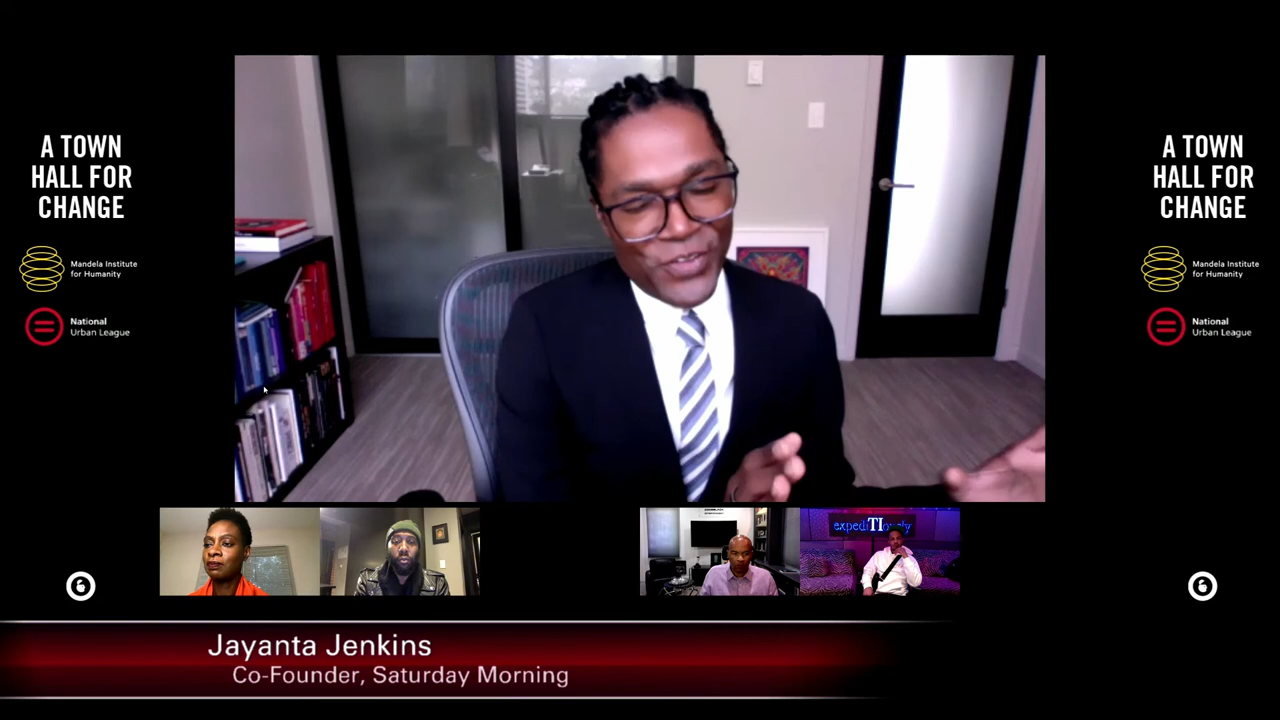 A TOWN
HALL FOR
CHANGE
Mandela Institute
for Humanity
National
Urban League
A TOWN
HALL FOR
CHANGE
Mandela Institute
for Humanity
National
Urban League
expediTIously
Jayanta Jenkins
Co-Founder, Saturday Morning